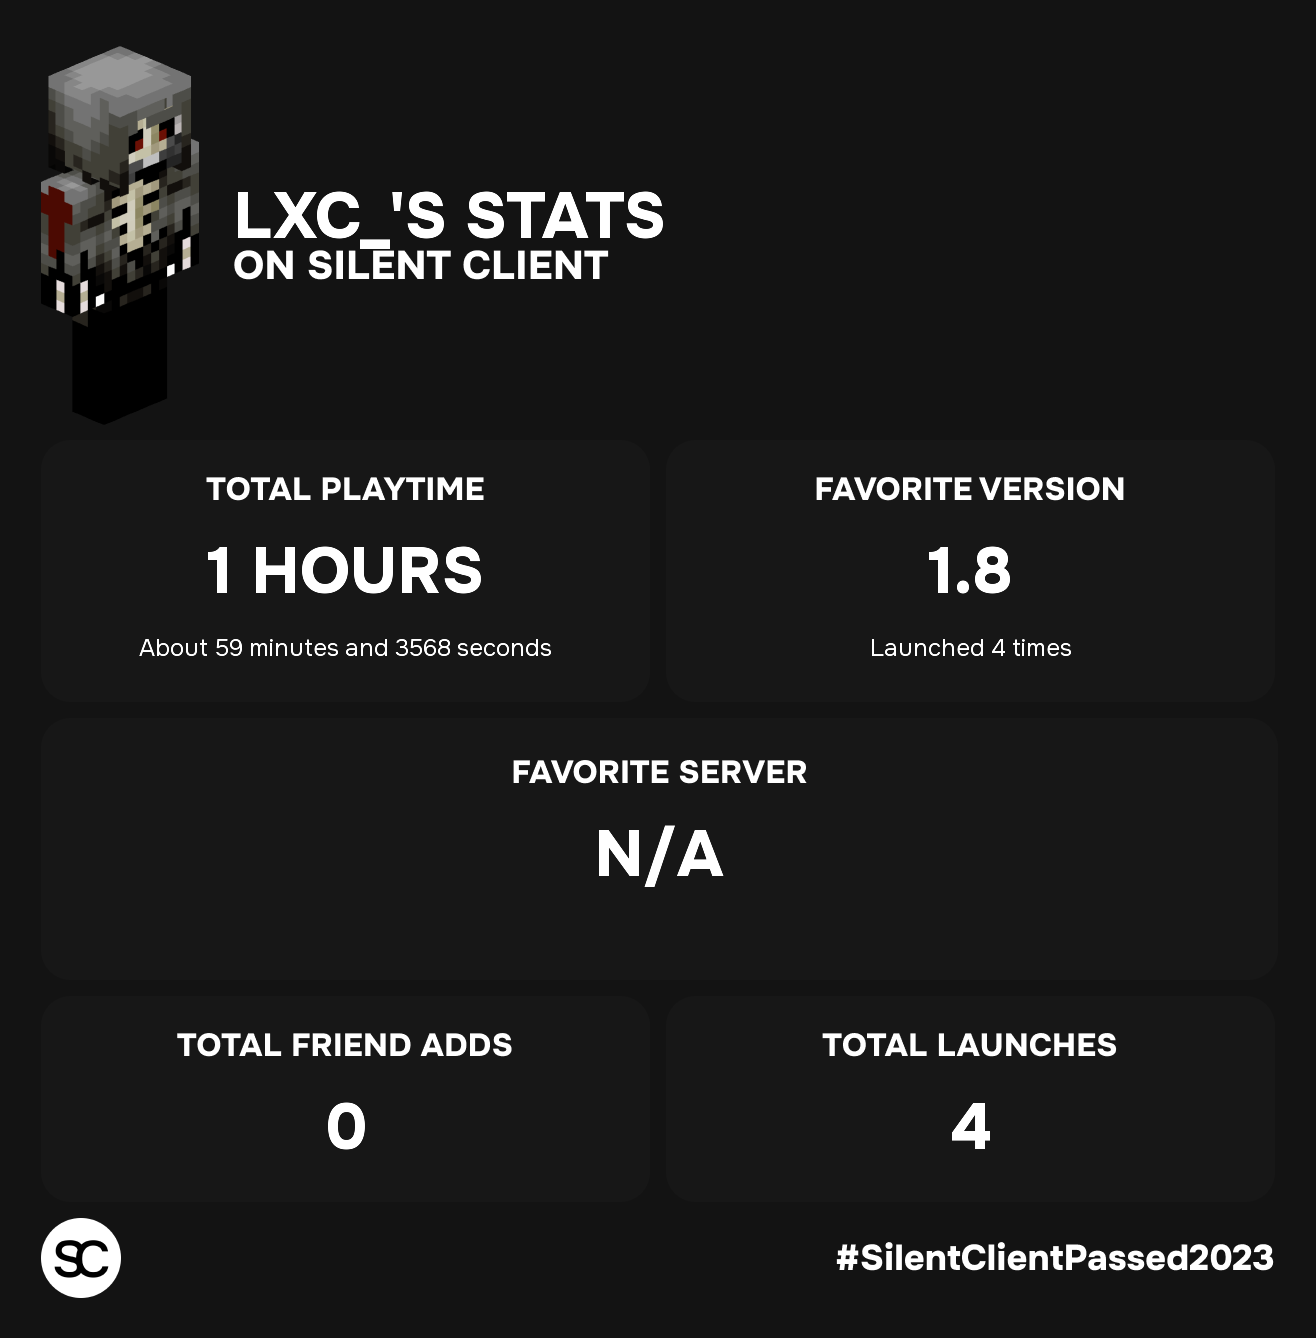 LXC_'S STATS
ON SILENT CLIENT
TOTAL PLAYTIME
1 HOURS
About 59 minutes and 3568 seconds
FAVORITE VERSION
1.8
Launched 4 times
FAVORITE SERVER
N/A
TOTAL FRIEND ADDS
0
TOTAL LAUNCHES
4
SC
#SilentClientPassed2023